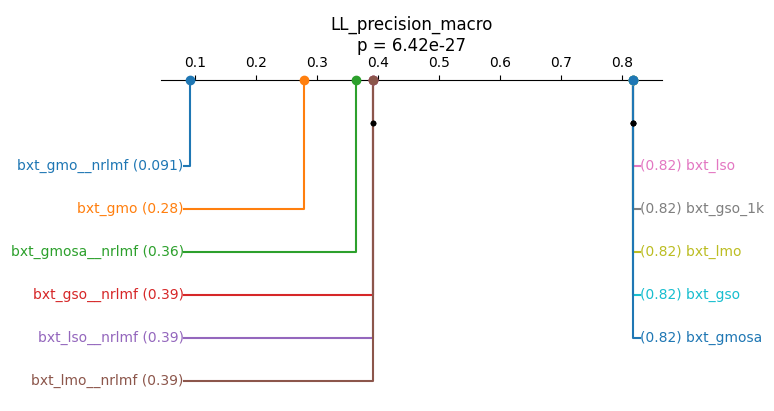 LL_precision_macro
p = 6.42e-27
0.1 0.2 0.3 0.4 0.5 0.6 0.7 0.8
bxt_gmo__nrlmf (0.091)
(0.82) bxt_lso
bxt_gmo (0.28)
(0.82) bxt_gso_1k
bxt_gmosa__nrlmf (0.36)
(0.82) bxt_lmo
bxt_gso__nrlmf (0.39)
(0.82) bxt_gso
bxt_lso__nrlmf (0.39)
(0.82) bxt_gmosa
bxt_lmo__nrlmf (0.39)